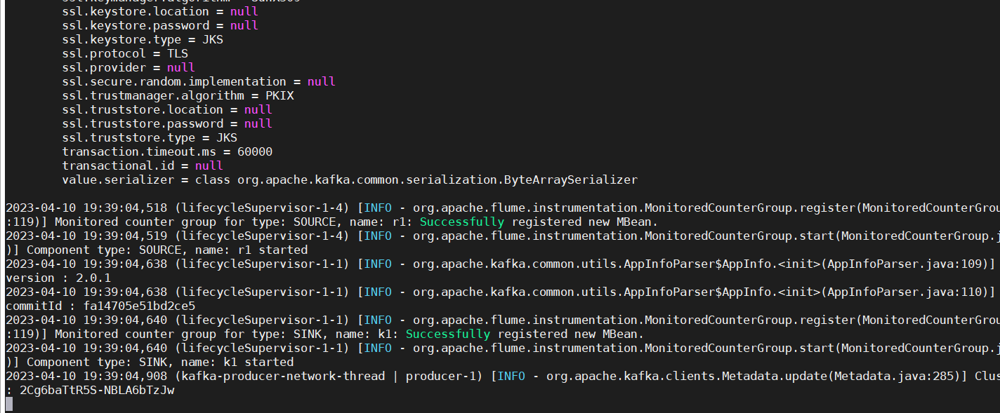 ssl.keystore.location = null
ssl.keystore.password = null
ssl.keystore.type = JKS
ssl.protocol = TLS
ssl.provider = null
ssl.secure.random.implementation = null
ssl.trustmanager.algorithm = PKIX
ssl.truststore.location = null
ssl.truststore.password = null
ssl.truststore.type = JKS
transaction.timeout.ms = 60000
transactional.id = null
value.serializer = class org.apache.kafka.common.serialization.ByteArraySerializer
2023-04-10 19:39:04,518 (lifecycleSupervisor-1-4) [INFO - org.apache.flume.instrumentation.MonitoredCounterGroup.register(MonitoredCounterGrou
:119)] Monitored counter group for type: SOURCE, name: r1: Successfully registered new MBean.
2023-04-10 19:39:04,519 (lifecycleSupervisor-1-4) [INFO - org.apache.flume.instrumentation.MonitoredCounterGroup.start(MonitoredCounterGroup.j
)] Component type: SOURCE, name: r1 started
2023-04-10 19:39:04,638 (lifecycleSupervisor-1-1) [INFO - org.apache.kafka.common.utils.AppInfoParser$AppInfo.<init>(AppInfoParser.java:109)]
version : 2.0.1
2023-04-10 19:39:04,638 (lifecycleSupervisor-1-1) [INFO - org.apache.kafka.common.utils.AppInfoParser$AppInfo.<init>(AppInfoParser.java:110)]
commitId : fa14705e51bd2ce5
2023-04-10 19:39:04,640 (lifecycleSupervisor-1-1) [INFO - org.apache.flume.instrumentation.MonitoredCounterGroup.register(MonitoredCounterGrou
:119)] Monitored counter group for type: SINK, name: k1: Successfully registered new MBean.
2023-04-10 19:39:04,640 (lifecycleSupervisor-1-1) [INFO - org.apache.flume.instrumentation.MonitoredCounterGroup.start(MonitoredCounterGroup.j
)] Component type: SINK, name: k1 started
2023-04-10 19:39:04,908 (kafka-producer-network-thread | producer-1) [INFO - org.apache.kafka.clients.Metadata.update(Metadata.java:285)] Clus
: 2Cg6baTtR5S-NBLA6bTzJw